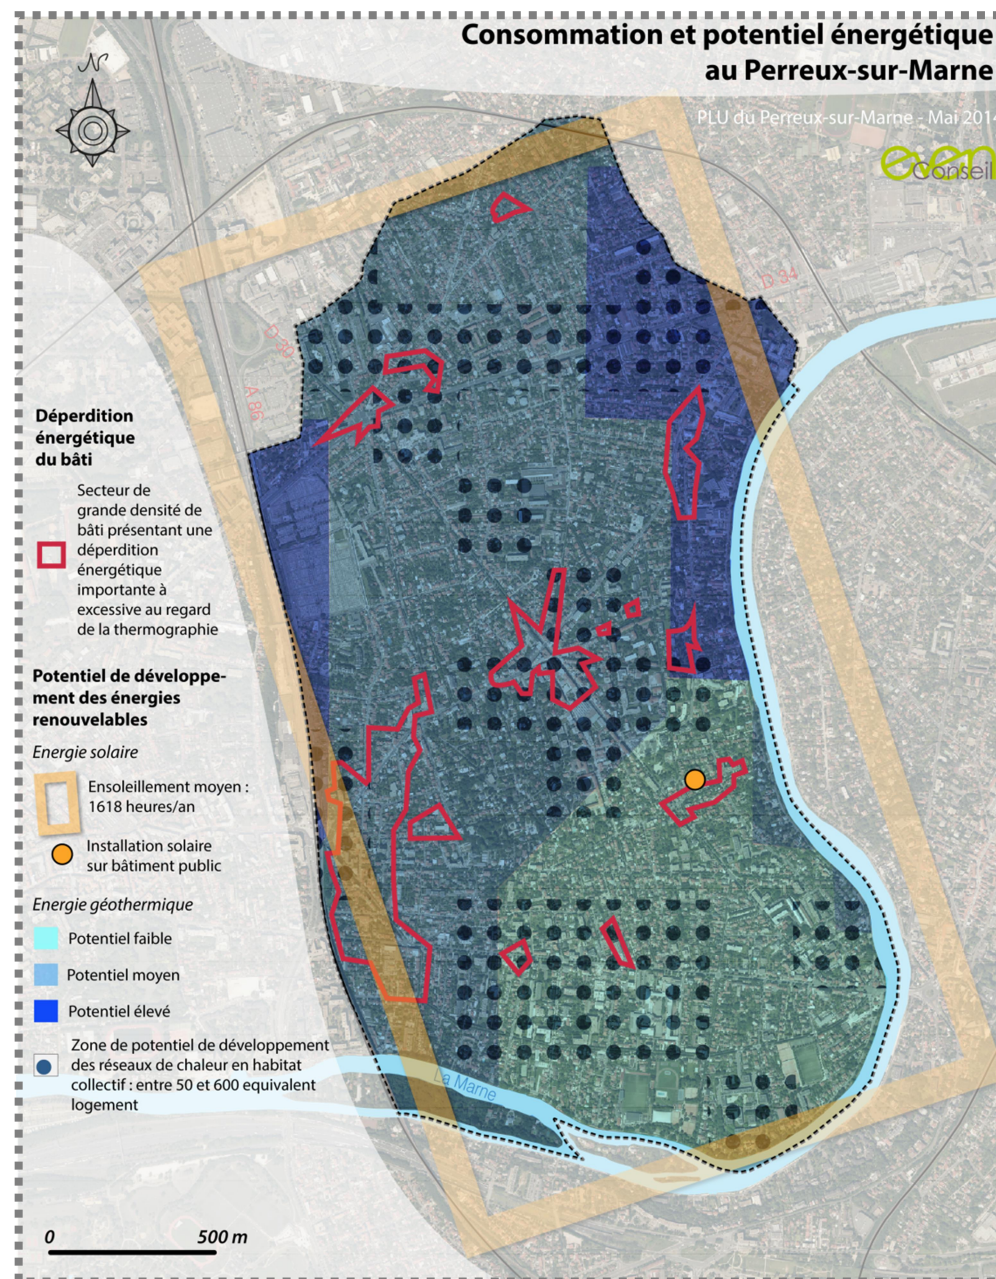 Consommation et potentiel énergétique
au Perreux-sur-Marne
PLU du Perreux-sur-Marne - Mai 2014
even
Conseil
N
D 34
D 30
A 86
Déperdition
énergétique
du bâti
Secteur de
grande densité de
bâti présentant une
déperdition
énergétique
importante à
excessive au regard
de la thermographie
Potentiel de développe-
ment des énergies
renouvelables
Energie solaire
Ensoleillement moyen :
1618 heures/an
Installation solaire
sur bâtiment public
Energie géothermique
Potentiel faible
Potentiel moyen
Potentiel élevé
Zone de potentiel de développement
des réseaux de chaleur en habitat
collectif : entre 50 et 600 equivalent
logement
La Marne
0 500 m